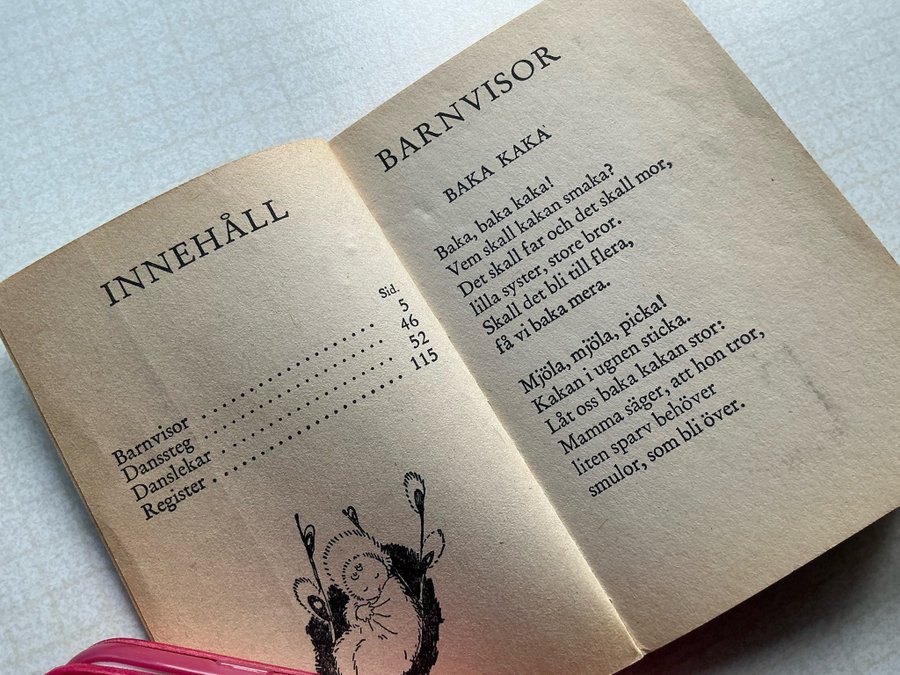 INNEHÅLL
Sid.
Barnvisor . . . . . . . . . . . . . . . . . . . . 5
Danssteg . . . . . . . . . . . . . . . . . . . . 46
Danslekar . . . . . . . . . . . . . . . . . . . . 52
Register . . . . . . . . . . . . . . . . . . . . 115
BARNVISOR
BAKA KAKA
Baka, baka kaka!
Vem skall kakan smaka?
Det skall far och det skall mor,
lilla syster, store bror.
Skall det bli till flera,
få vi baka mera.
Mjöla, mjöla, picka!
Kakan i ugnen sticka.
Låt oss baka kakan stor:
Mamma säger, att hon tror,
liten sparv behöver
smulor, som bli över.